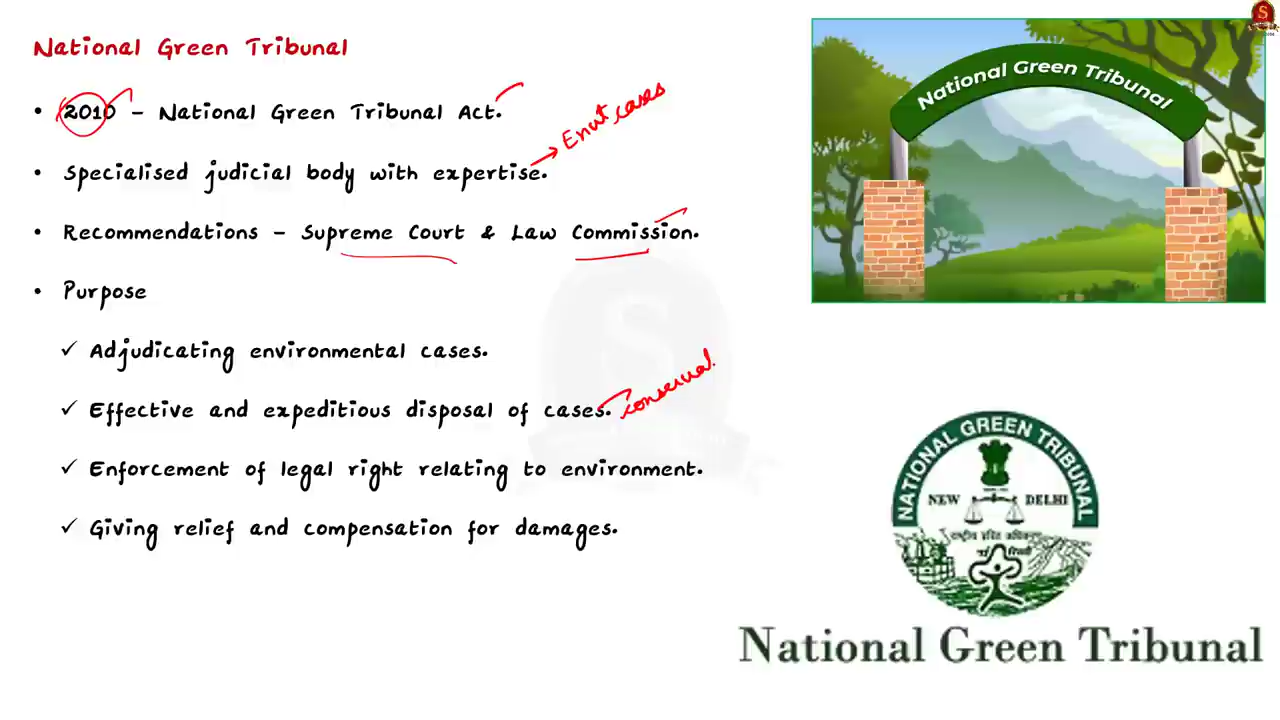 National Green Tribunal
• 2010 - National Green Tribunal Act.
• Specialised judicial body with expertise.
→ Envt cases
• Recommendations - Supreme Court & Law Commission.
• Purpose
✓ Adjudicating environmental cases.
✓ Effective and expeditious disposal of cases.
✓ Enforcement of legal right relating to environment.
✓ Giving relief and compensation for damages.
National Green Tribunal
NATIONAL GREEN TRIBUNAL
NEW DELHI
National Green Tribunal